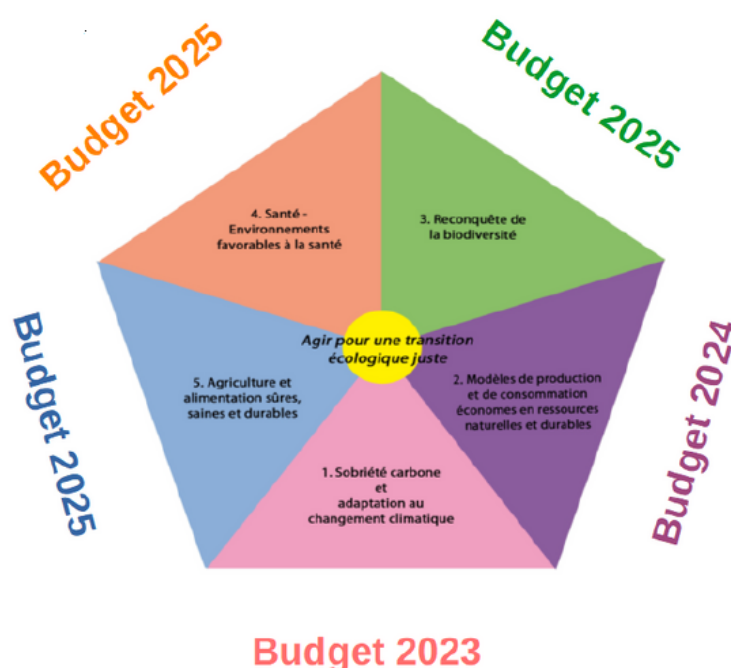 Budget 2025
Budget 2025
4. Santé -
Environnements
favorables à la santé
3. Reconquête de
la biodiversité
Agir pour une transition
écologique juste
5. Agriculture et
alimentation sûres,
saines et durables
2. Modèles de production
et de consommation
économes en ressources
naturelles et durables
Budget 2025
Budget 2024
1. Sobriété carbone
et
adaptation au
changement climatique
Budget 2023